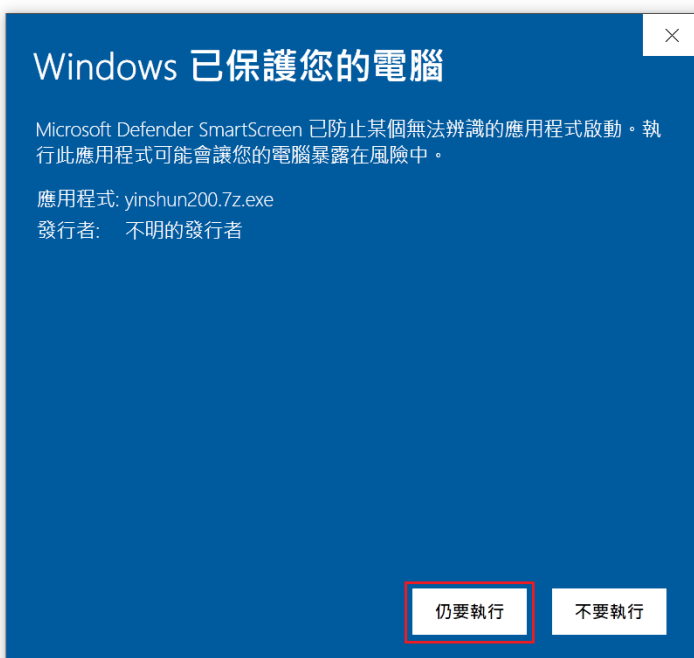 Windows 已保護您的電腦
Microsoft Defender SmartScreen 已防止某個無法辨識的應用程式啟動。執
行此應用程式可能會讓您的電腦暴露在風險中。
應用程式: yinshun200.7z.exe
發行者: 不明的發行者
仍要執行 不要執行